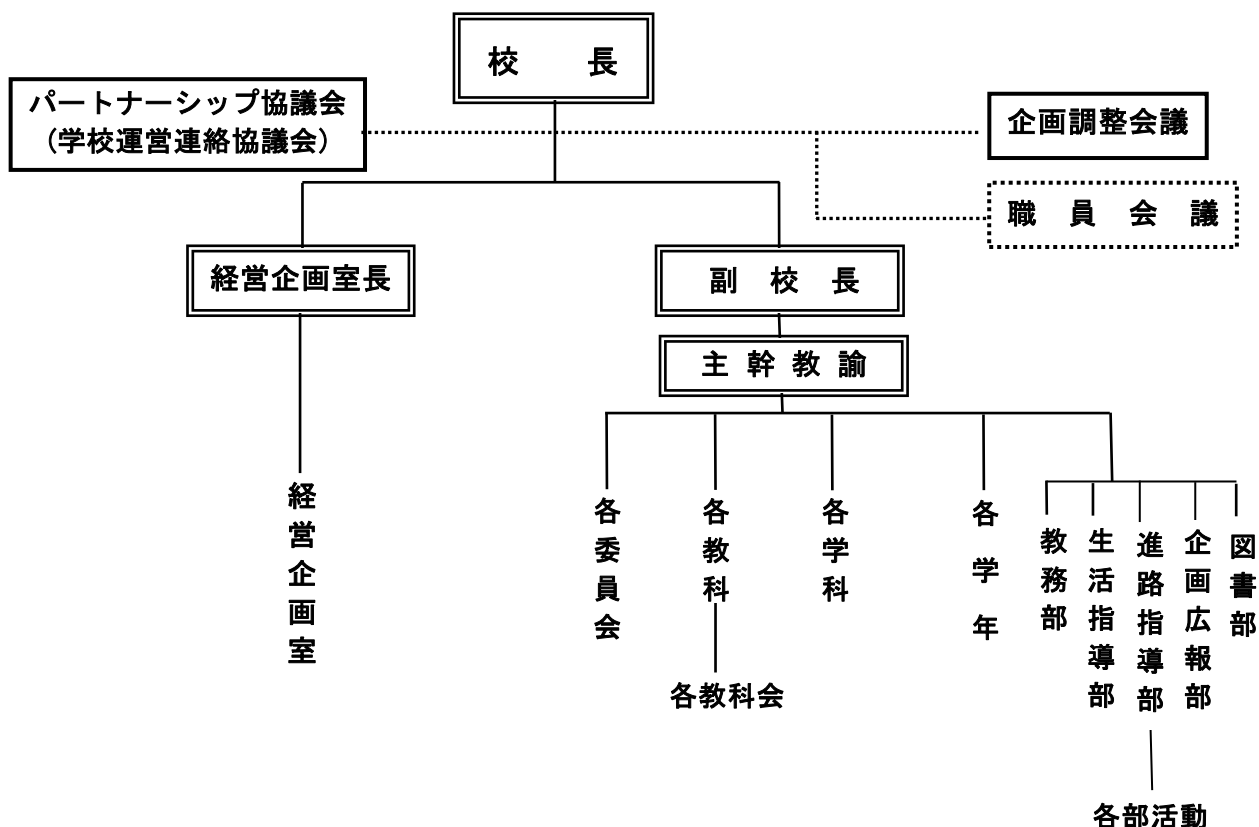 校　　長
パートナーシップ協議会
（学校運営連絡協議会）
企画調整会議
職　員　会　議
経営企画室長
副　校　長
主 幹 教 諭
経営企画室
各委員会
各教科
各学科
各学年
教務部
生活指導部
進路指導部
企画広報部
図書部
各教科会
各部活動